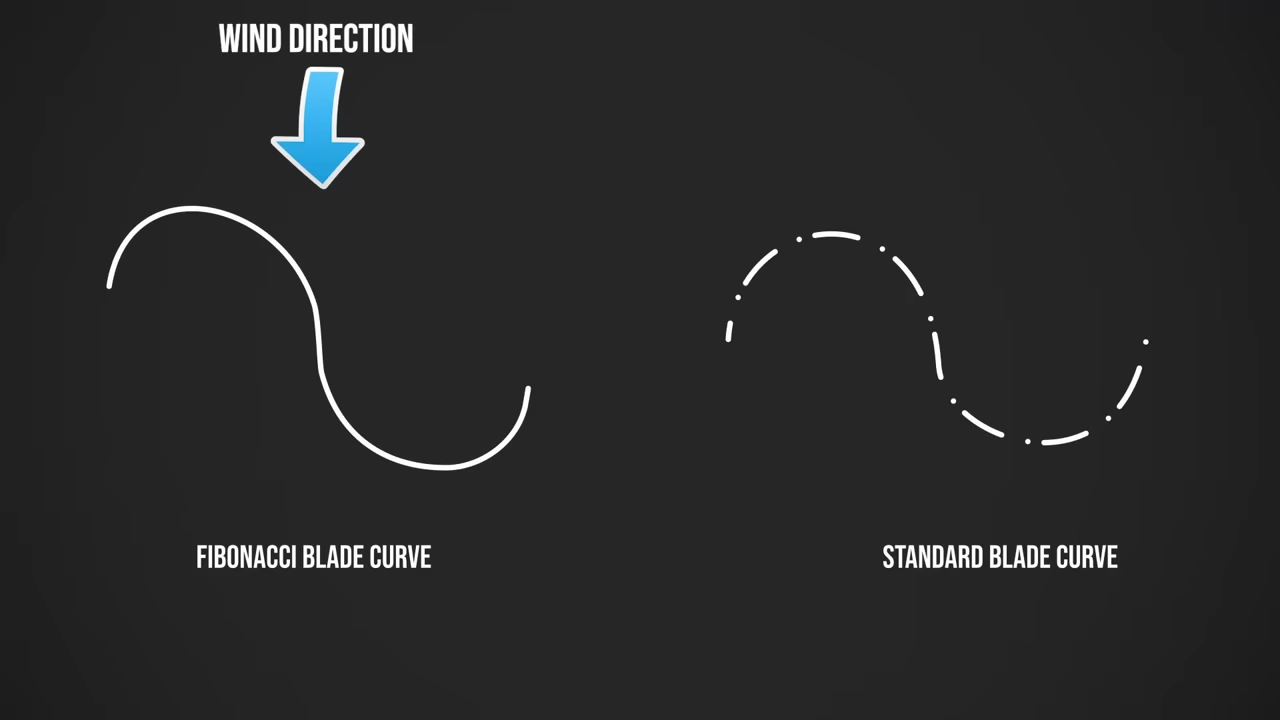 WIND DIRECTION
FIBONACCI BLADE CURVE
STANDARD BLADE CURVE